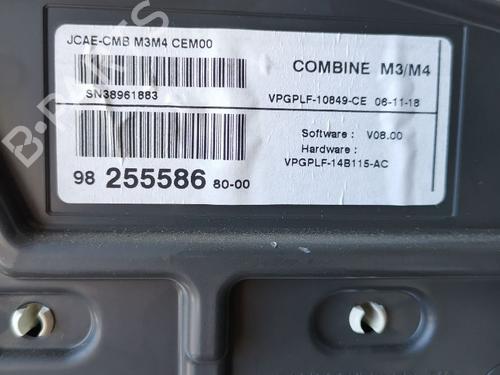 JCAE-CMB M3M4 CEM00
COMBINE M3/M4
SN38961883
VPGPLF-10849-CE 06-11-18
Software : V08.00
Hardware :
VPGPLF-14B115-AC
98 255586 80-00
B-PARTS